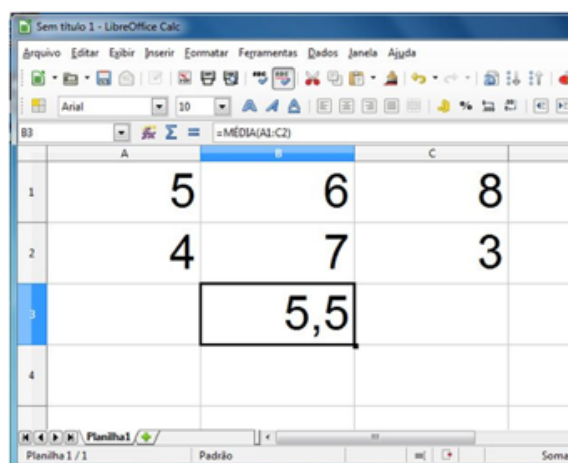 Sem título 1 - LibreOffice Calc
Arquivo Editar Exibir Inserir Formatar Ferramentas Dados Janela Ajuda
Arial 10
B3 =MÉDIA(A1:C2)
A B C
1 5 6 8
2 4 7 3
3 5,5
4
Planilha1
Planilha 1 / 1 Padrão Soma